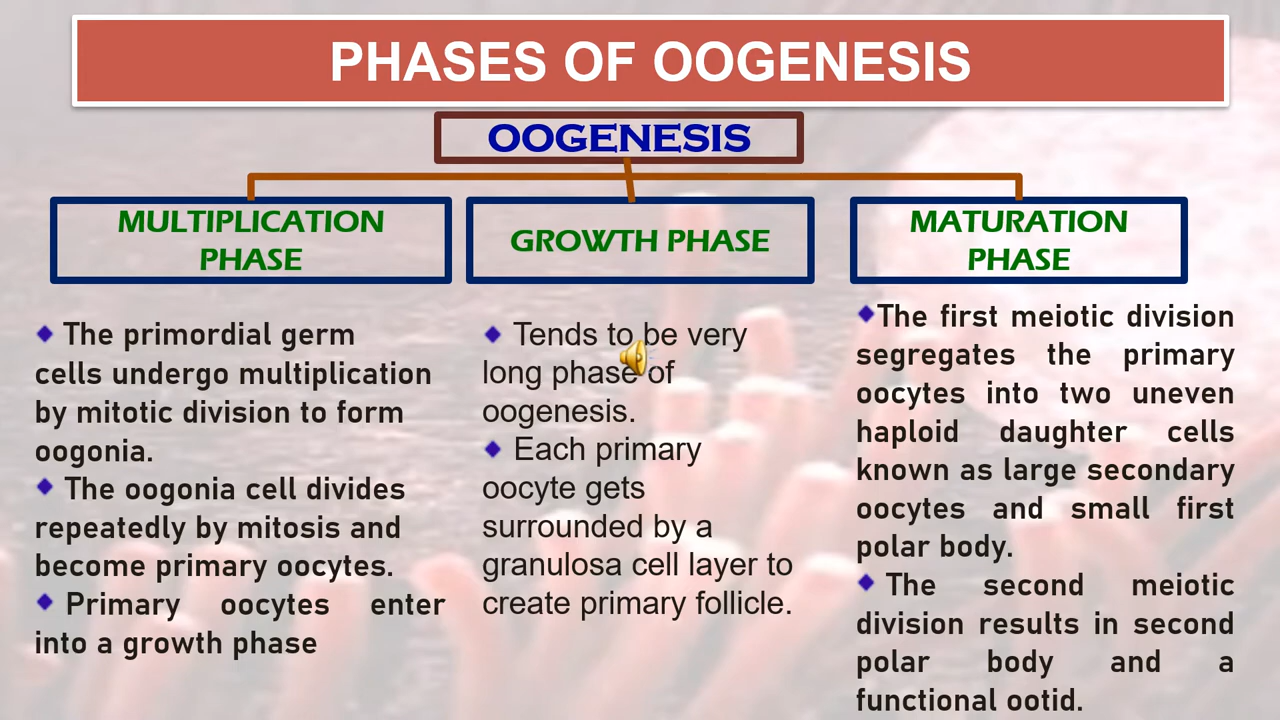 PHASES OF OOGENESIS
OOGENESIS
MULTIPLICATION
PHASE
The primordial germ
cells undergo multiplication
by mitotic division to form
oogonia.
The oogonia cell divides
repeatedly by mitosis and
become primary oocytes.
Primary oocytes enter
into a growth phase
GROWTH PHASE
Tends to be very
long phase of
oogenesis.
Each primary
oocyte gets
surrounded by a
granulosa cell layer to
create primary follicle.
MATURATION
PHASE
The first meiotic division
segregates the primary
oocytes into two uneven
haploid daughter cells
known as large secondary
oocytes and small first
polar body.
The second meiotic
division results in second
polar body and a
functional ootid.